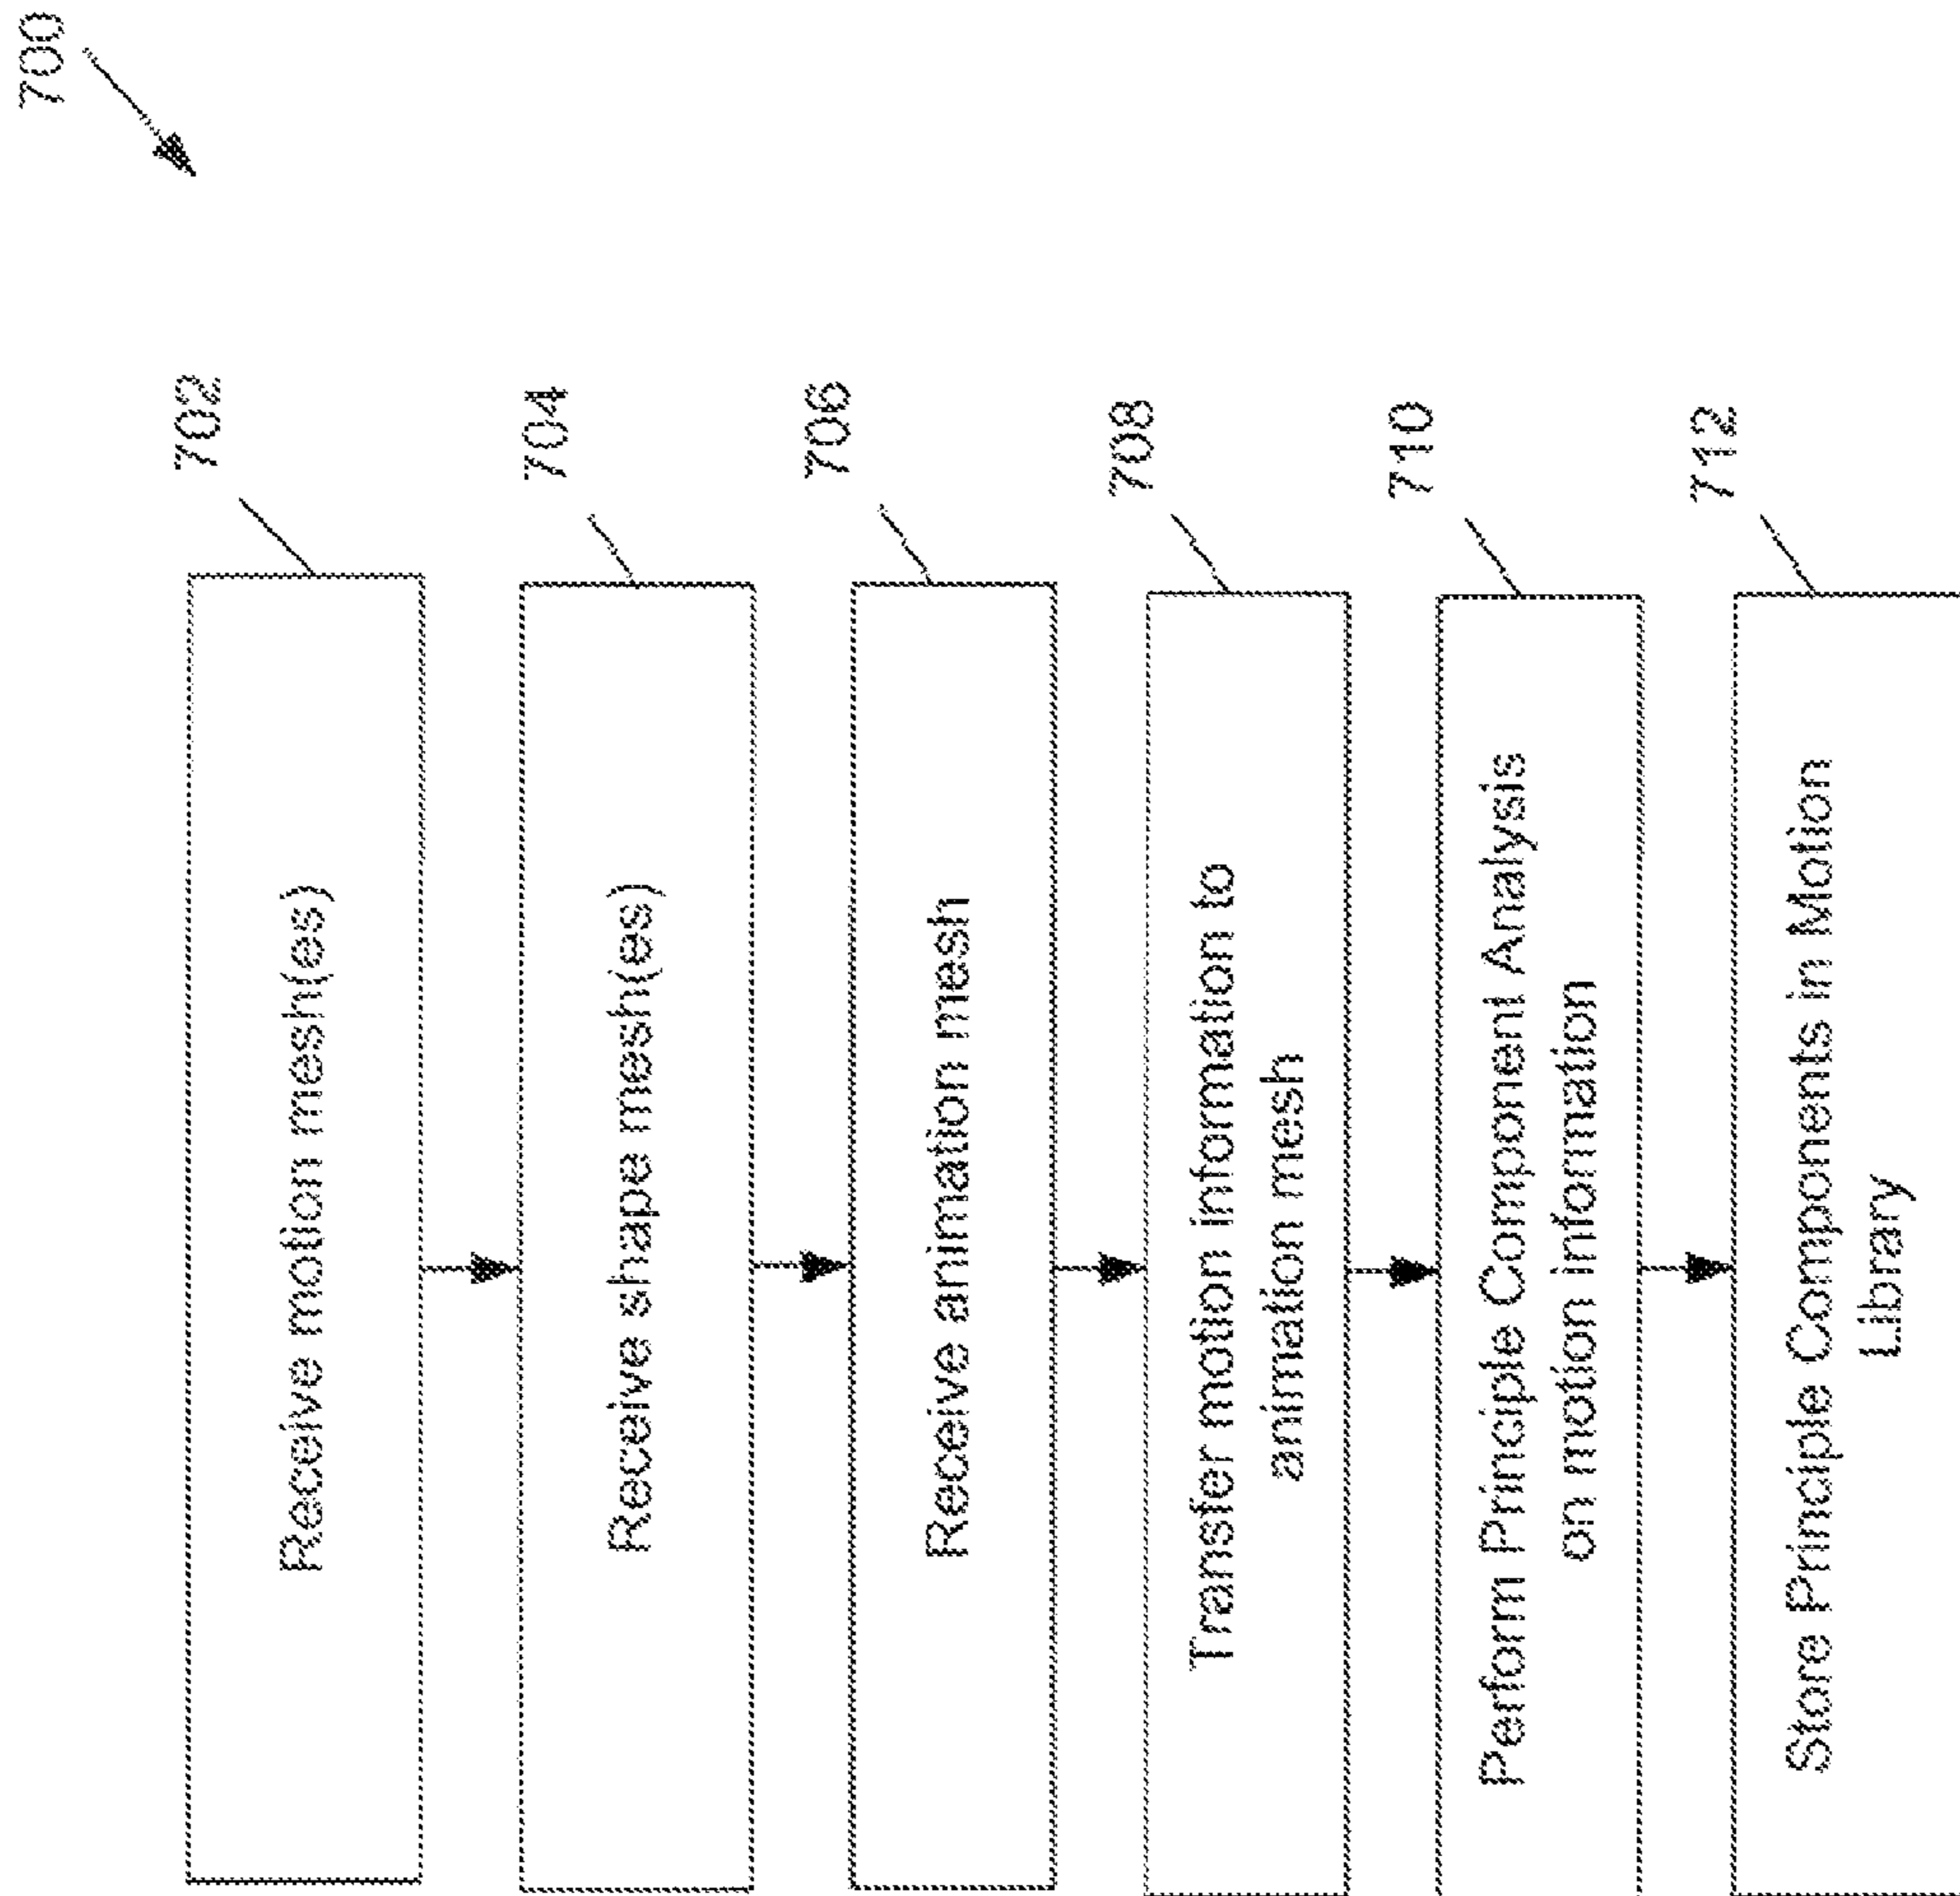 700
702
Receive motion mesh(es)
704
Receive shape mesh(es)
706
Receive animation mesh
708
Transfer motion information to
animation mesh
710
Perform Principle Component Analysis
on motion information
712
Store Principle Components in Motion
Library